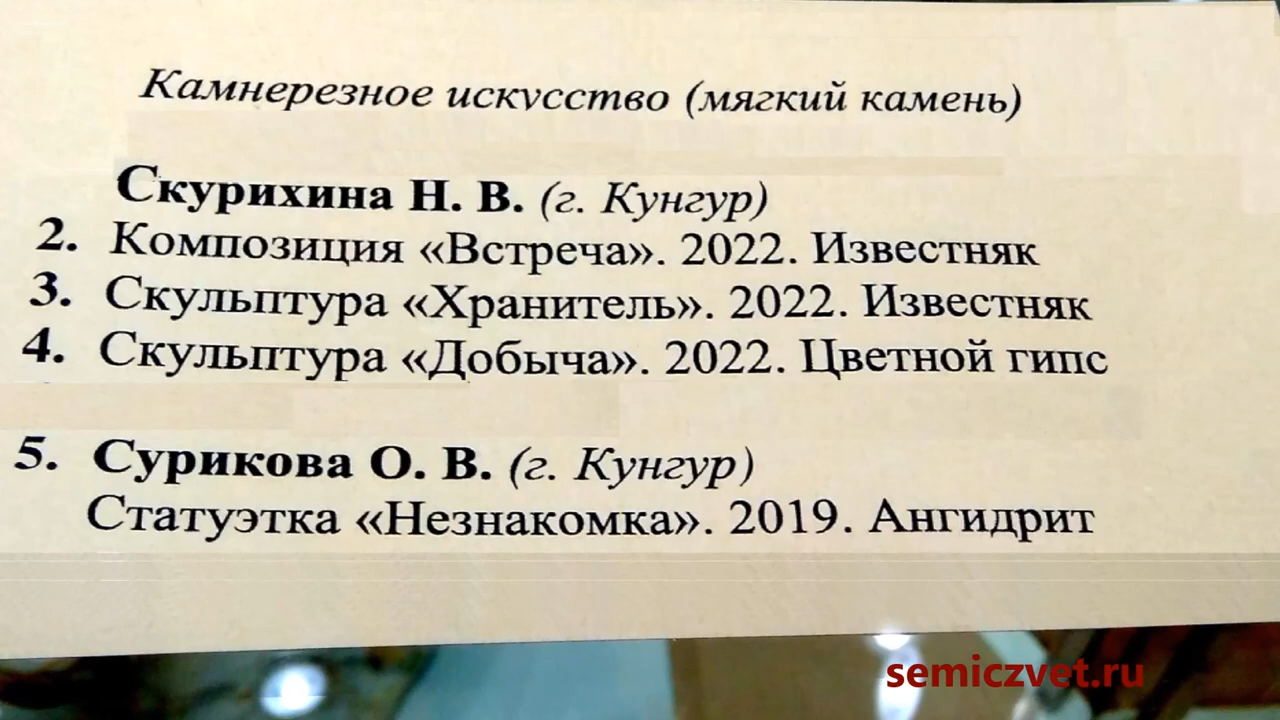 Камнерезное искусство (мягкий камень)
Скурихина Н. В. (г. Кунгур)
2. Композиция «Встреча». 2022. Известняк
3. Скульптура «Хранитель». 2022. Известняк
4. Скульптура «Добыча». 2022. Цветной гипс
5. Сурикова О. В. (г. Кунгур)
Статуэтка «Незнакомка». 2019. Ангидрит
semiczvet.ru